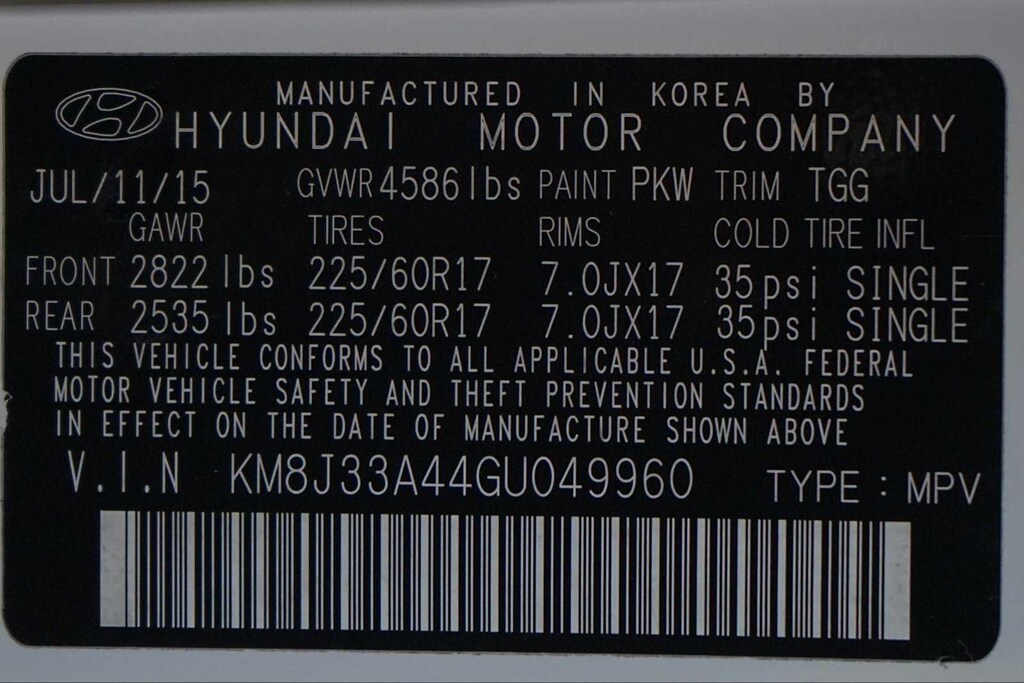 MANUFACTURED IN KOREA BY
HYUNDAI MOTOR COMPANY
JUL/11/15 GVWR 4586 lbs PAINT PKW TRIM TGG
GAWR TIRES RIMS COLD TIRE INFL
FRONT 2822 lbs 225/60R17 7.0JX17 35psi SINGLE
REAR 2535 lbs 225/60R17 7.0JX17 35psi SINGLE
THIS VEHICLE CONFORMS TO ALL APPLICABLE U.S.A. FEDERAL
MOTOR VEHICLE SAFETY AND THEFT PREVENTION STANDARDS
IN EFFECT ON THE DATE OF MANUFACTURE SHOWN ABOVE
V.I.N KM8J33A44GU049960 TYPE : MPV